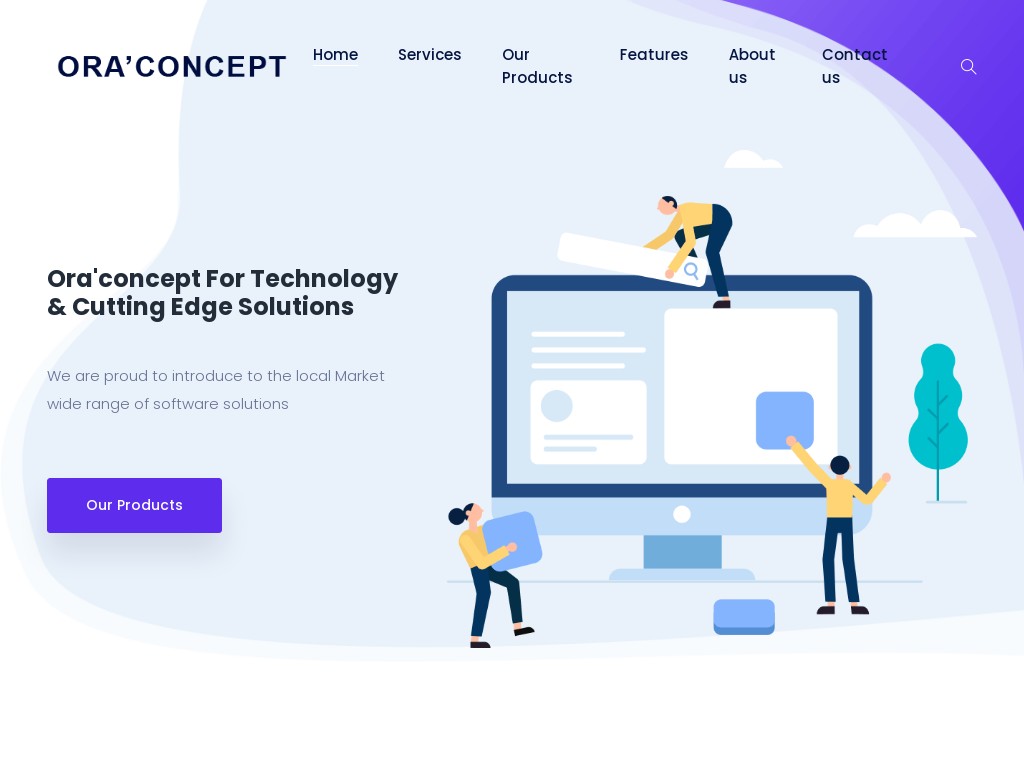 ORA'CONCEPT
Home
Services
Our
Products
Features
About
us
Contact
us
Ora'concept For Technology
& Cutting Edge Solutions
We are proud to introduce to the local Market
wide range of software solutions
Our Products